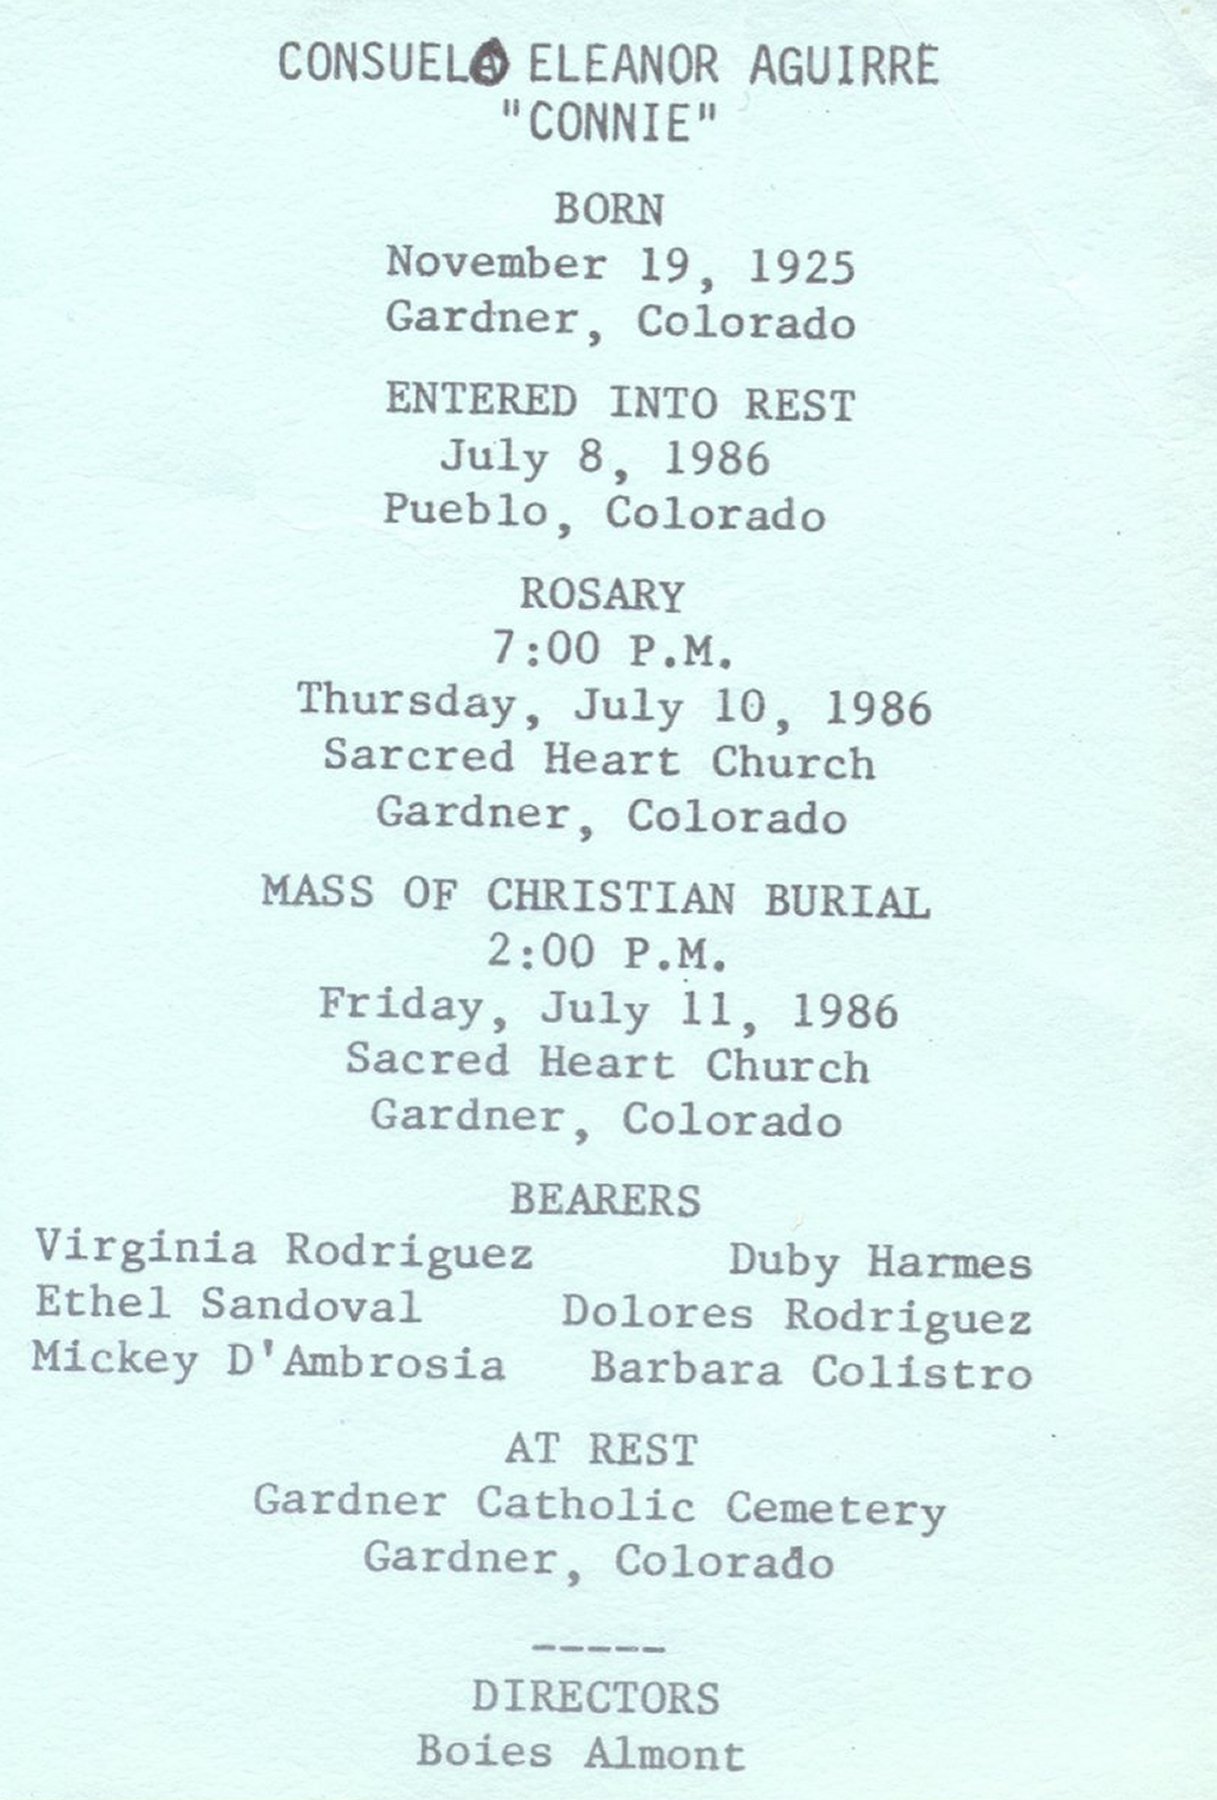 CONSUELO ELEANOR AGUIRRE
"CONNIE"
BORN
November 19, 1925
Gardner, Colorado
ENTERED INTO REST
July 8, 1986
Pueblo, Colorado
ROSARY
7:00 P.M.
Thursday, July 10, 1986
Sarcred Heart Church
Gardner, Colorado
MASS OF CHRISTIAN BURIAL
2:00 P.M.
Friday, July 11, 1986
Sacred Heart Church
Gardner, Colorado
BEARERS
Virginia Rodriguez Duby Harmes
Ethel Sandoval Dolores Rodriguez
Mickey D'Ambrosia Barbara Colistro
AT REST
Gardner Catholic Cemetery
Gardner, Colorado
-----
DIRECTORS
Boies Almont